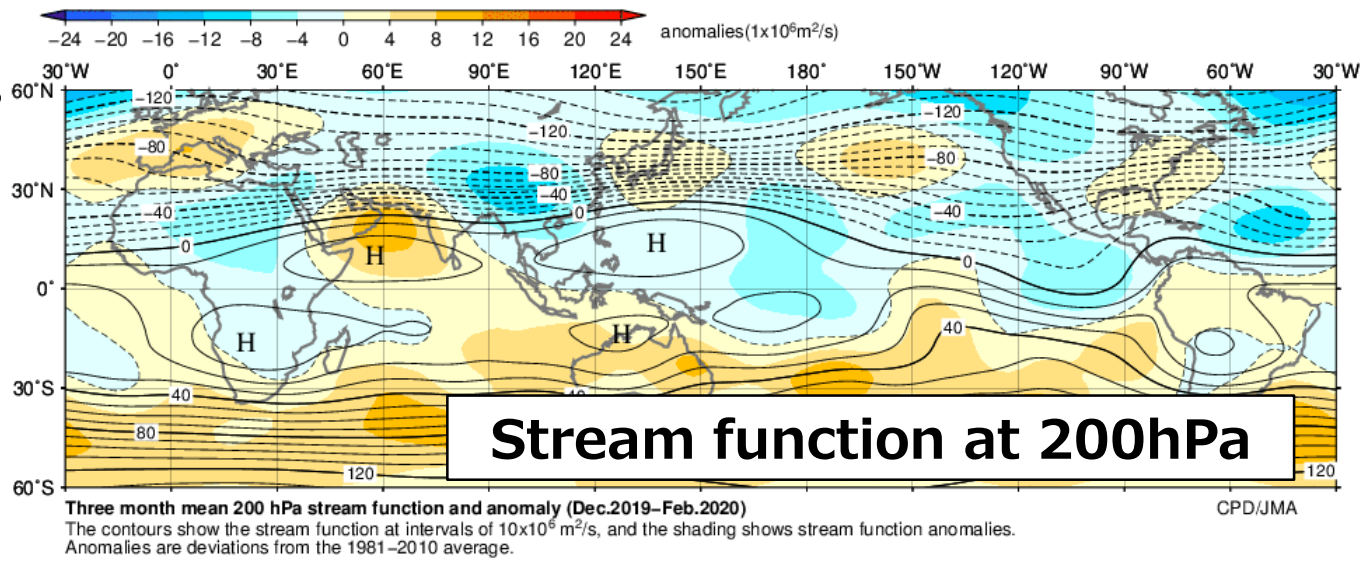 −24 −20 −16 −12 −8 −4 0 4 8 12 16 20 24
anomalies(1x10⁶m²/s)
30°W 0° 30°E 60°E 90°E 120°E 150°E 180° 150°W 120°W 90°W 60°W 30°W
60°N
−120
−120
−120
−80
−80
−80
−40
30°N
−40
−40
0
0
0
H
H
0°
H
H
40
30°S
40
40
80
120
120
60°S
Stream function at 200hPa
Three month mean 200 hPa stream function and anomaly (Dec.2019−Feb.2020)
CPD/JMA
The contours show the stream function at intervals of 10x10⁶ m²/s, and the shading shows stream function anomalies.
Anomalies are deviations from the 1981−2010 average.